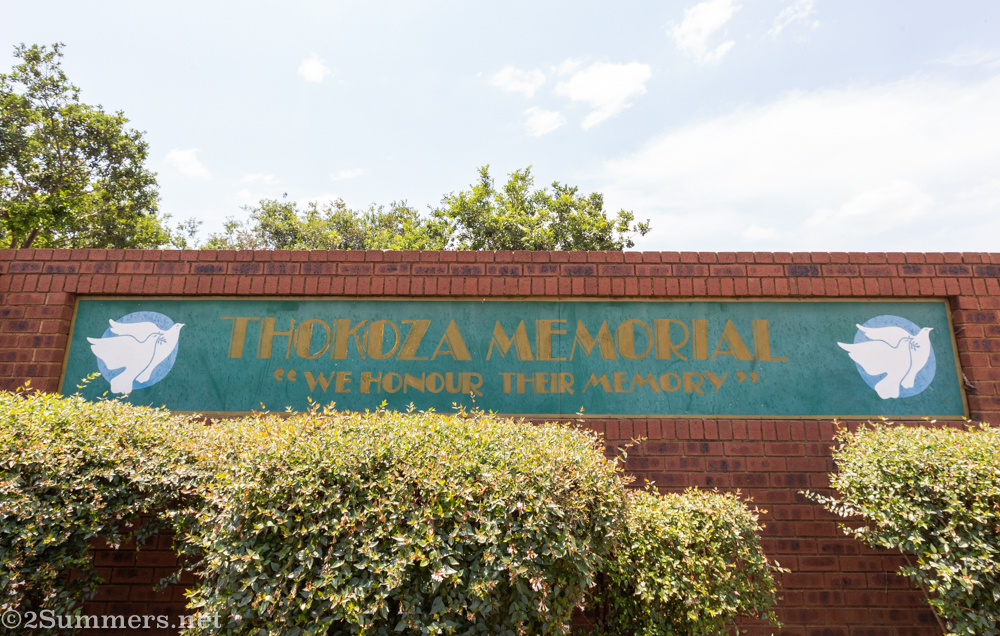 THOKOZA MEMORIAL
“WE HONOUR THEIR MEMORY”
©2Summers.net